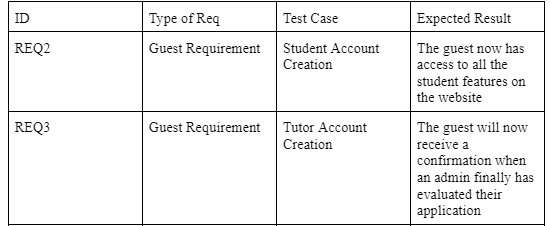 ID Type of Req Test Case Expected Result
REQ2 Guest Requirement Student Account Creation The guest now has
access to all the
student features on
the website
REQ3 Guest Requirement Tutor Account Creation The guest will now
receive a
confirmation when
an admin finally has
evaluated their
application